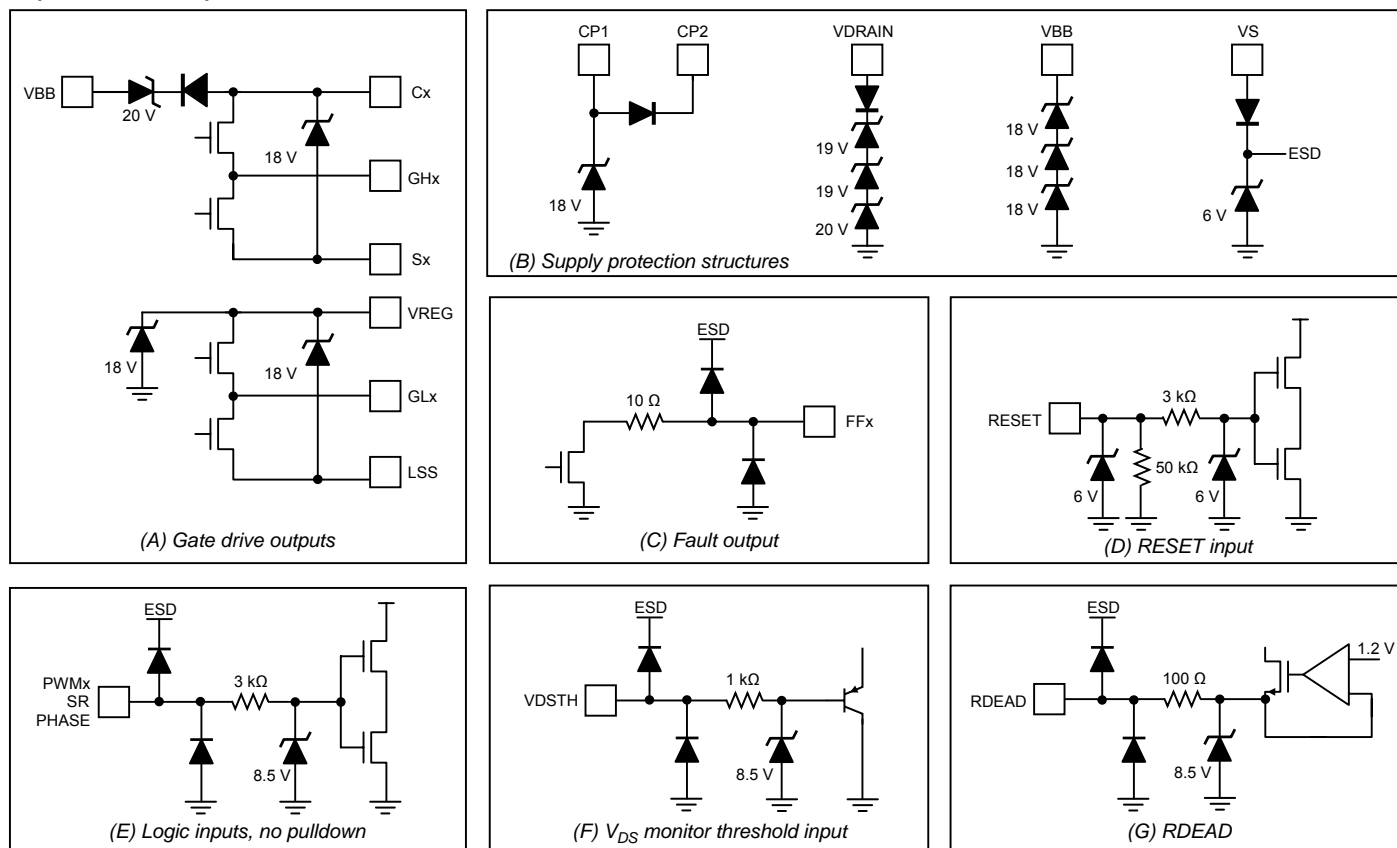 VBB
20 V
Cx
18 V
GHx
Sx
VREG
18 V
18 V
GLx
LSS
(A) Gate drive outputs
CP1
CP2
VDRAIN
VBB
VS
18 V
19 V
19 V
20 V
18 V
18 V
18 V
ESD
6 V
(B) Supply protection structures
ESD
10 Ω
FFx
(C) Fault output
RESET
3 kΩ
50 kΩ
6 V
6 V
(D) RESET input
ESD
PWMx
SR
PHASE
3 kΩ
8.5 V
(E) Logic inputs, no pulldown
ESD
VDSTH
1 kΩ
8.5 V
(F) VDS monitor threshold input
ESD
RDEAD
100 Ω
1.2 V
8.5 V
(G) RDEAD